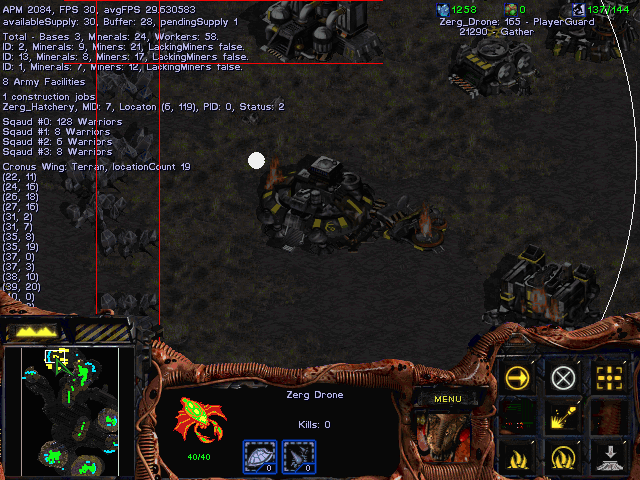 APM 2084, FPS 30, avgFPS 29.630583
1258 0 137/144
availableSupply: 30, Buffer: 28, pendingSupply 1
Zerg_Drone: 165 - PlayerGuard
21290 - Gather
Total - Bases 3, Minerals: 24, Workers: 58.
ID: 2, Minerals: 9, Miners: 21, LackingMiners false.
ID: 13, Minerals: 8, Miners: 17, LackingMiners false.
ID: 1, Minerals: 7, Miners: 12, LackingMiners false.
8 Army Facilities
1 construction jobs
Zerg_Hatchery, MID: 7, Locaton (6, 119), PID: 0, Status: 2
Sqaud #0: 128 Warriors
Sqaud #1: 8 Warriors
Sqaud #2: 6 Warriors
Sqaud #3: 8 Warriors
Cronus Wing: Terran, locationCount 19
(22, 11)
(24, 16)
(26, 18)
(27, 16)
(31, 2)
(31, 7)
(35, 8)
(35, 19)
(37, 0)
(37, 3)
(38, 10)
(39, 20)
Zerg Drone
MENU
Kills: 0
40/40
0 0